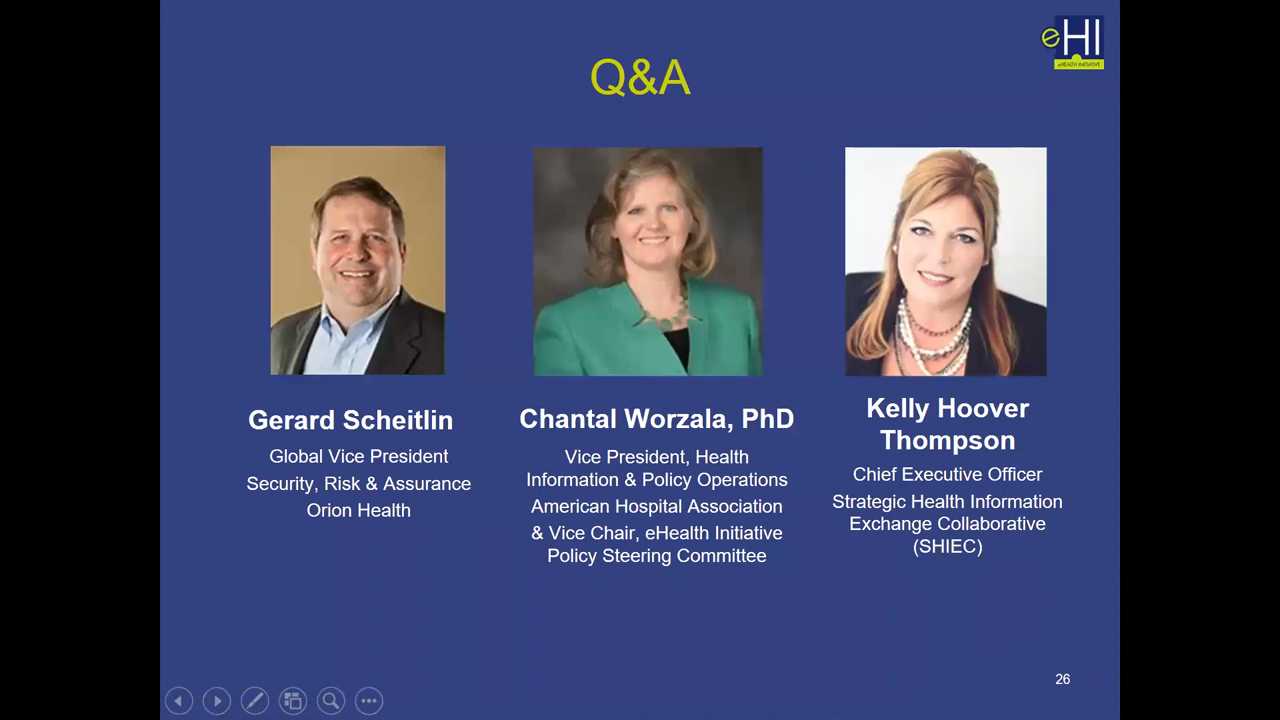 eHI
eHEALTH INITIATIVE
Q&A
Gerard Scheitlin
Global Vice President
Security, Risk & Assurance
Orion Health
Chantal Worzala, PhD
Vice President, Health
Information & Policy Operations
American Hospital Association
& Vice Chair, eHealth Initiative
Policy Steering Committee
Kelly Hoover
Thompson
Chief Executive Officer
Strategic Health Information
Exchange Collaborative
(SHIEC)
26